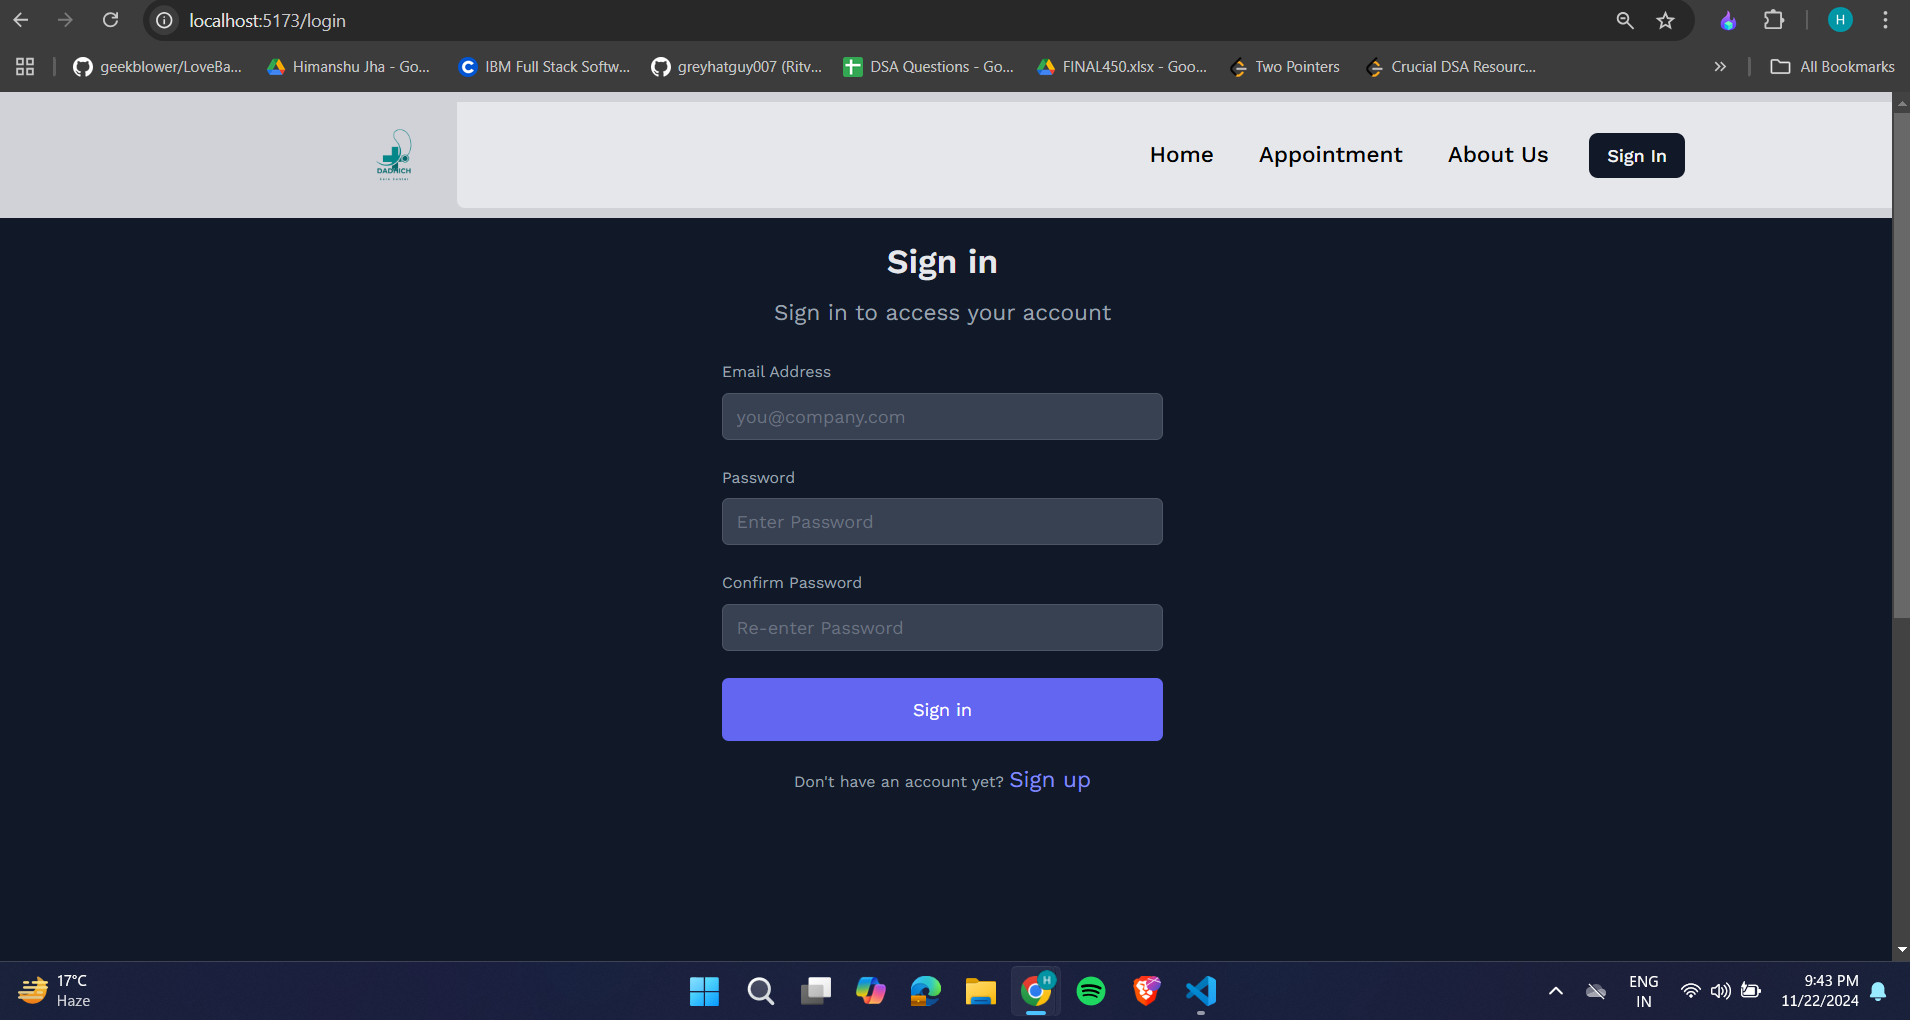 localhost:5173/login
H
geekblower/LoveBa...
Himanshu Jha - Go...
IBM Full Stack Softw...
greyhatguy007 (Ritv...
DSA Questions - Go...
FINAL450.xlsx - Goo...
Two Pointers
Crucial DSA Resourc...
All Bookmarks
DADHICH
Care Center
Home
Appointment
About Us
Sign In
Sign in
Sign in to access your account
Email Address
you@company.com
Password
Enter Password
Confirm Password
Re-enter Password
Sign in
Don't have an account yet? Sign up
17°C
Haze
H
ENG
IN
9:43 PM
11/22/2024